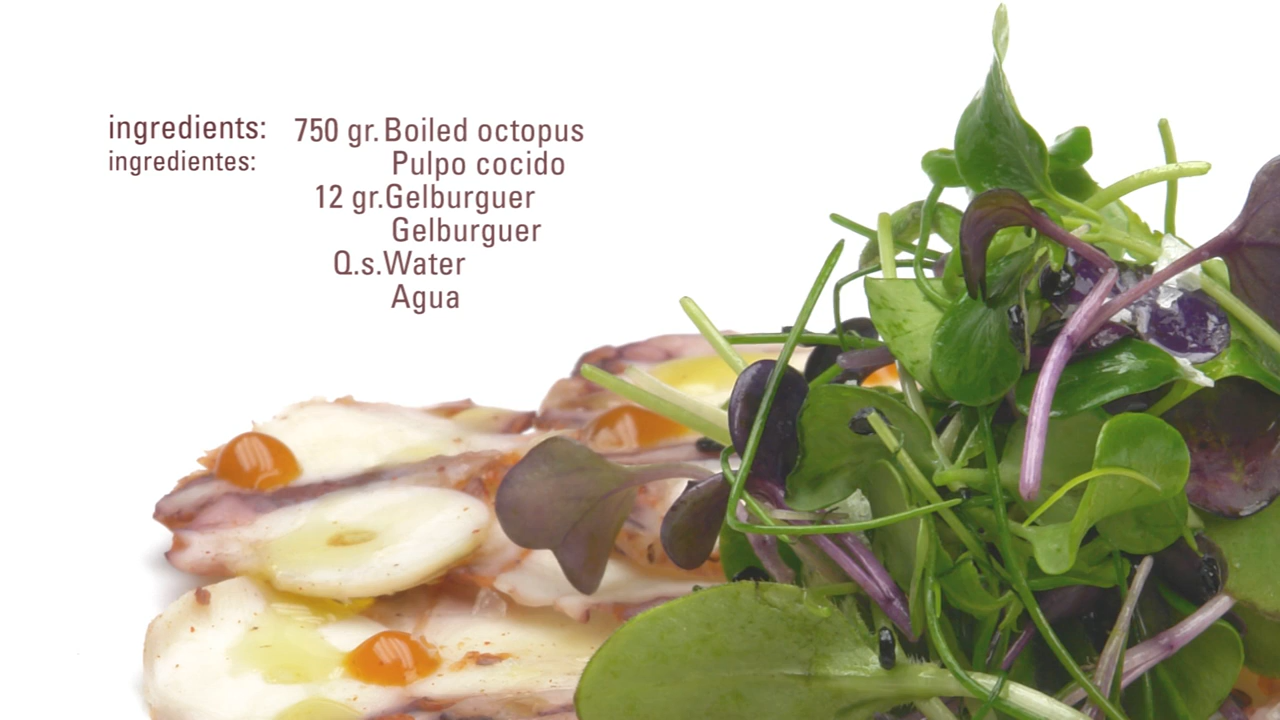 ingredients: 750 gr. Boiled octopus
ingredientes: Pulpo cocido
12 gr. Gelburguer
Gelburguer
Q.s. Water
Agua